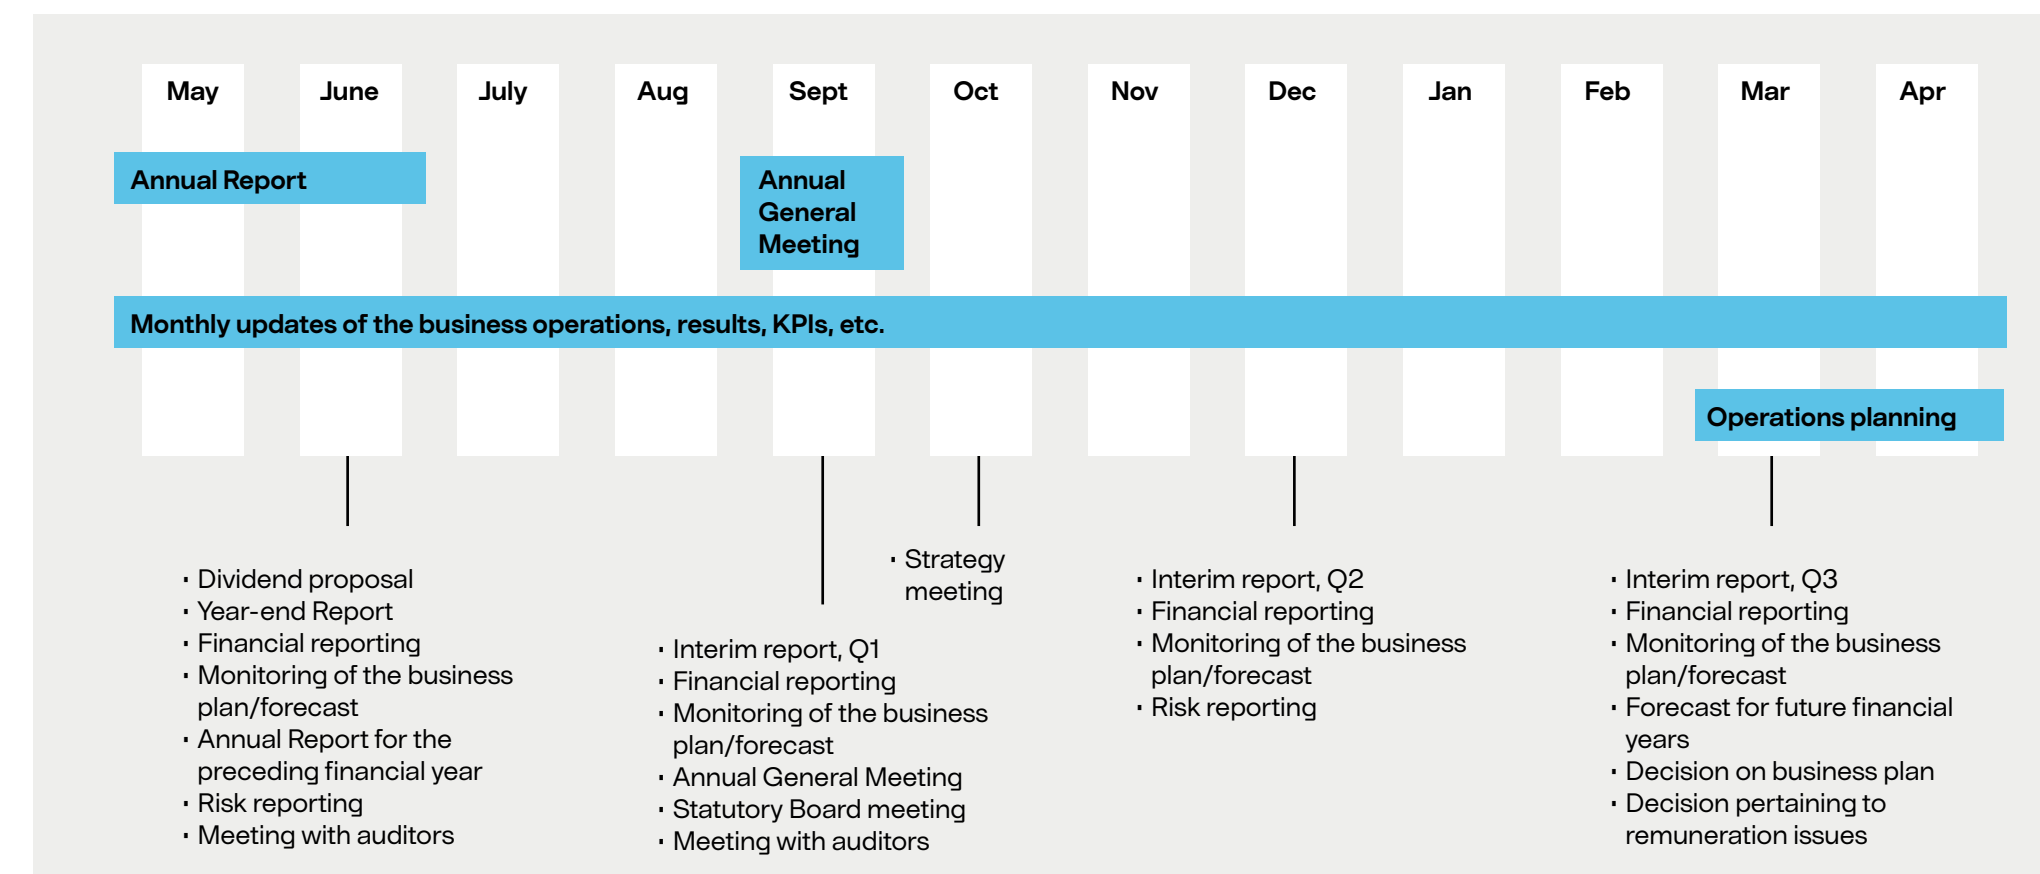 May June July Aug Sept Oct Nov Dec Jan Feb Mar Apr
Annual Report
Annual
General
Meeting
Monthly updates of the business operations, results, KPIs, etc.
Operations planning
· Dividend proposal
· Year-end Report
· Financial reporting
· Monitoring of the business
plan/forecast
· Annual Report for the
preceding financial year
· Risk reporting
· Meeting with auditors
· Interim report, Q1
· Financial reporting
· Monitoring of the business
plan/forecast
· Annual General Meeting
· Statutory Board meeting
· Meeting with auditors
· Strategy
meeting
· Interim report, Q2
· Financial reporting
· Monitoring of the business
plan/forecast
· Risk reporting
· Interim report, Q3
· Financial reporting
· Monitoring of the business
plan/forecast
· Forecast for future financial
years
· Decision on business plan
· Decision pertaining to
remuneration issues